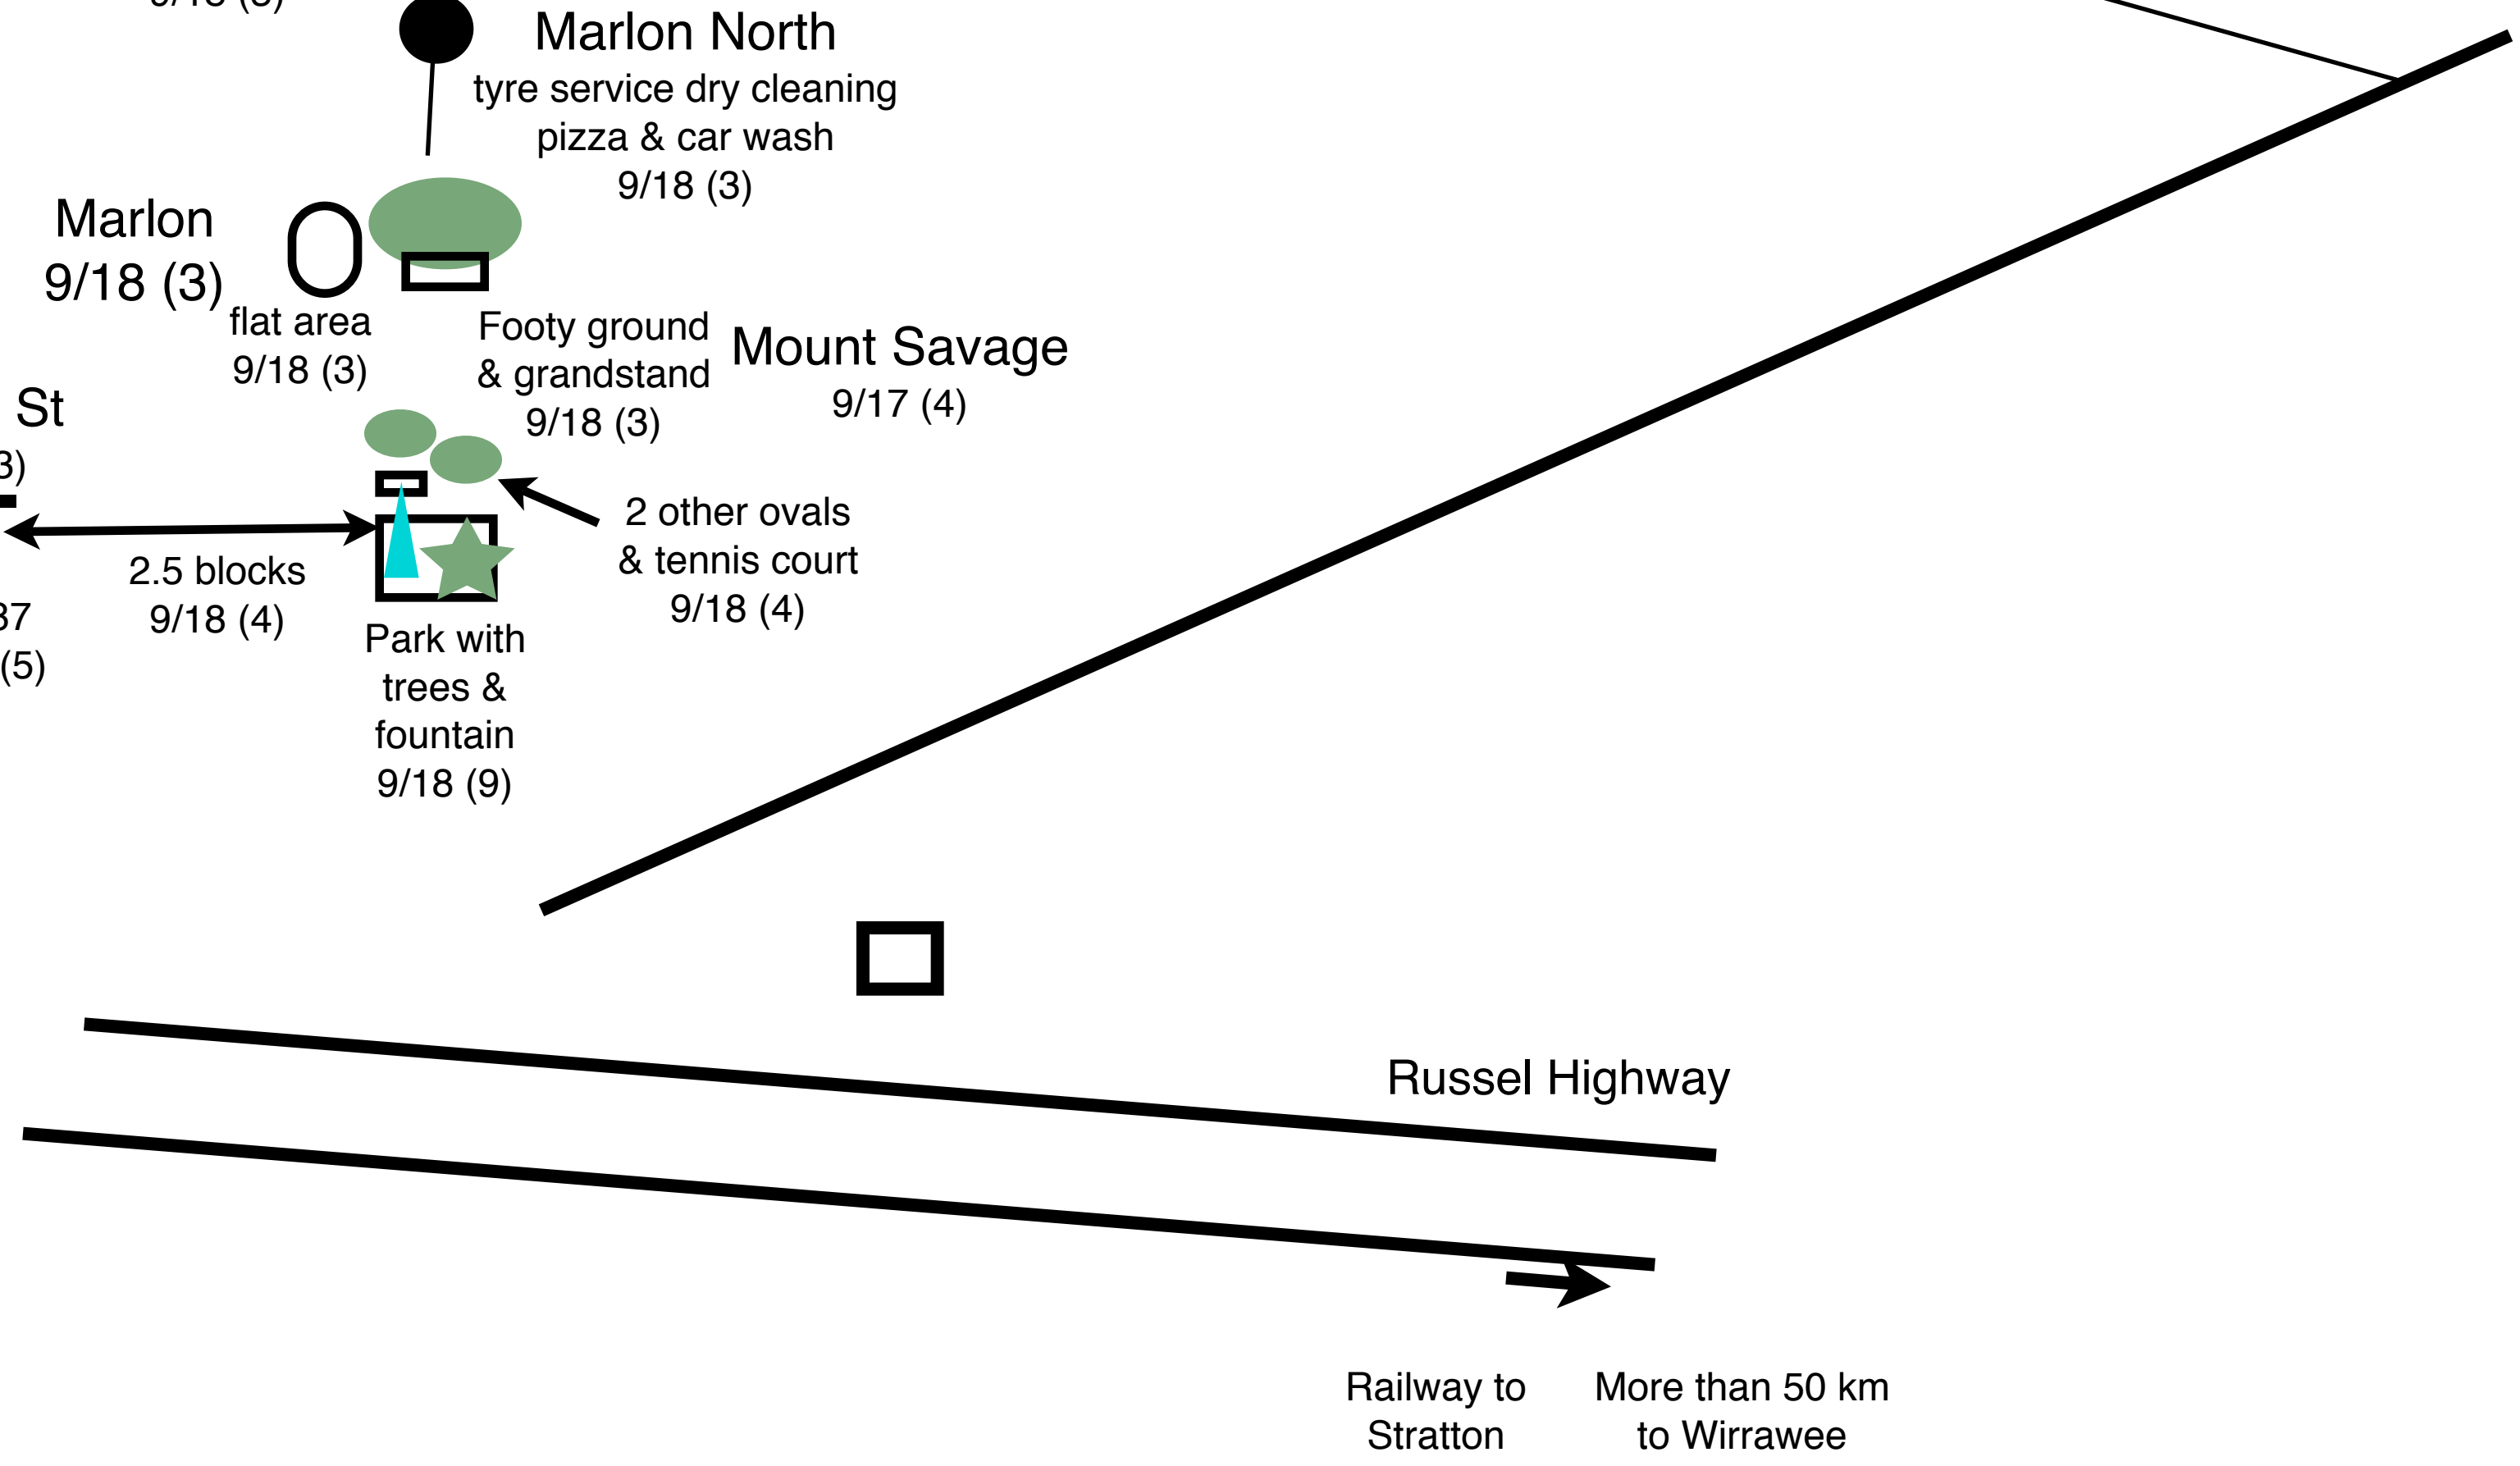 Marlon North
tyre service dry cleaning
pizza & car wash
9/18 (3)
Marlon
9/18 (3)
flat area
9/18 (3)
Footy ground
& grandstand
9/18 (3)
Mount Savage
9/17 (4)
St
3)
2 other ovals
& tennis court
9/18 (4)
2.5 blocks
9/18 (4)
37
(5)
Park with
trees &
fountain
9/18 (9)
Russel Highway
Railway to
Stratton
More than 50 km
to Wirrawee